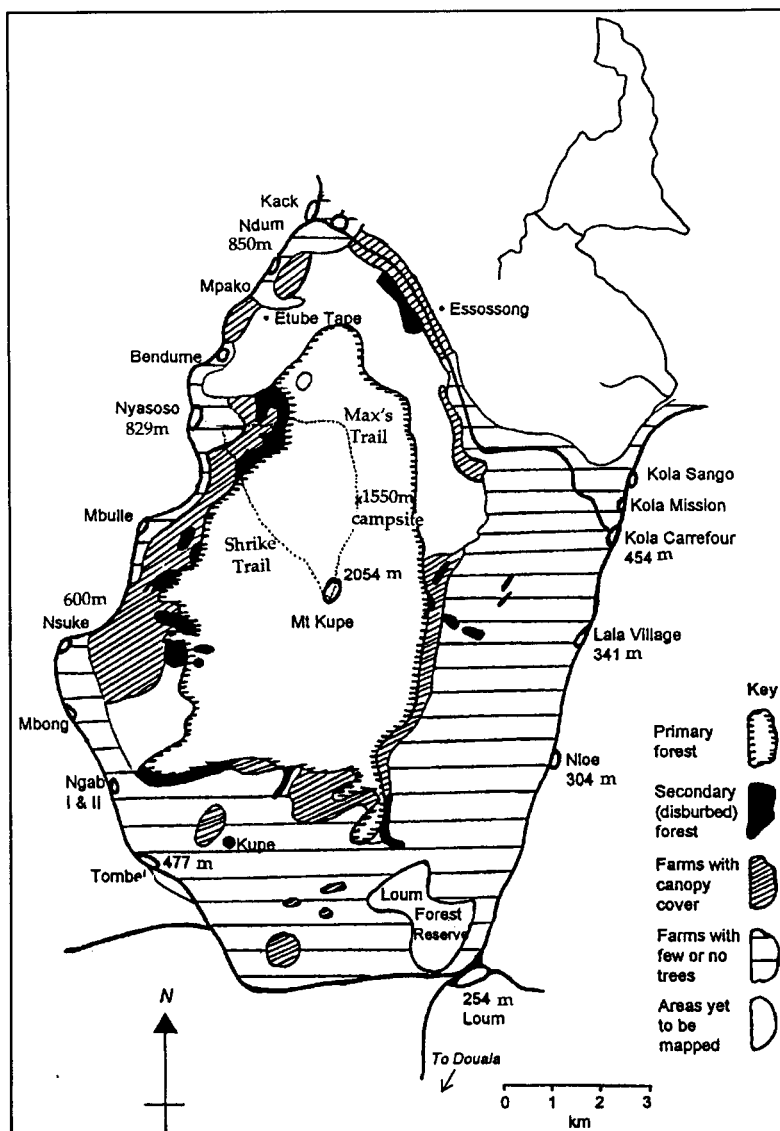 Kack
Ndum
850m
Mpako
Etube Tape
Essossong
Bendume
Nyasoso
829m
Max's
Trail
x1550m
campsite
Kola Sango
Kola Mission
Kola Carrefour
454 m
Mbulle
Shrike
Trail
2054 m
Mt Kupe
600m
Nsuke
Lala Village
341 m
Mbong
Nloe
304 m
Ngab
I & II
Kupe
477 m
Tombel
Loum
Forest
Reserve
254 m
Loum
N
To Douala
0 1 2 3
km
Key
Primary
forest
Secondary
(disburbed)
forest
Farms with
canopy
cover
Farms with
few or no
trees
Areas yet
to be
mapped